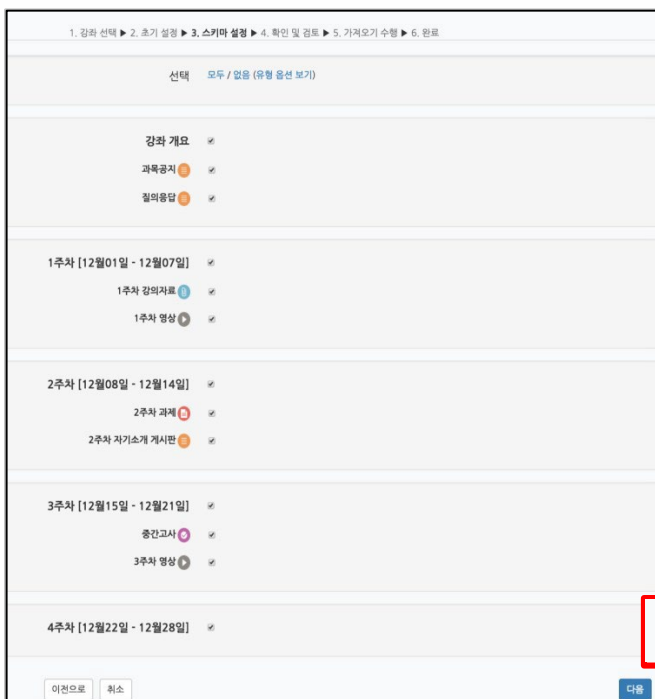 1. 강좌 선택 ▶ 2. 초기 설정 ▶ 3. 스키마 설정 ▶ 4. 확인 및 검토 ▶ 5. 가져오기 수행 ▶ 6. 완료
선택 모두 / 없음 (유형 옵션 보기)
강좌 개요
과목공지
질의응답
1주차 [12월01일 - 12월07일]
1주차 강의자료
1주차 영상
2주차 [12월08일 - 12월14일]
2주차 과제
2주차 자기소개 게시판
3주차 [12월15일 - 12월21일]
중간고사
3주차 영상
4주차 [12월22일 - 12월28일]
이전으로 취소 다음